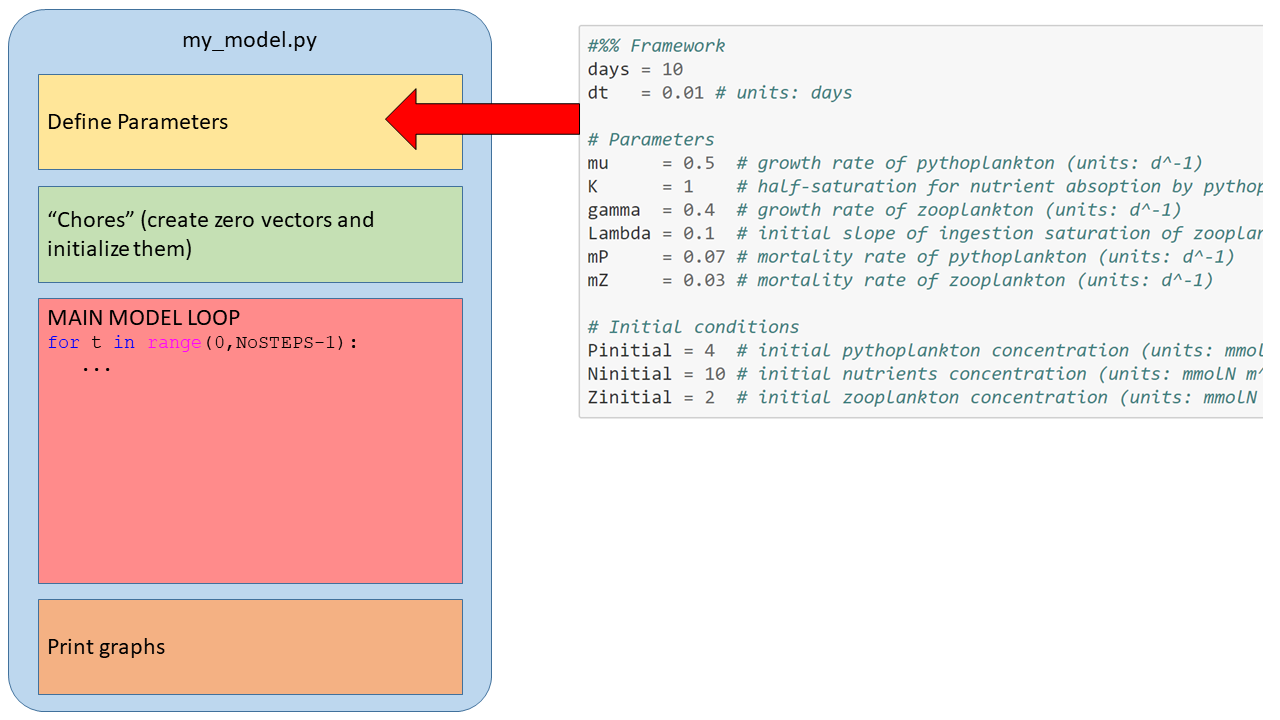 my_model.py
Define Parameters
“Chores” (create zero vectors and
initialize them)
MAIN MODEL LOOP
for t in range(0,NoSTEPS-1):
...
Print graphs
#%% Framework
days = 10
dt   = 0.01 # units: days
# Parameters
mu     = 0.5  # growth rate of pythoplankton (units: d^-1)
K      = 1    # half-saturation for nutrient absoption by pythop
gamma  = 0.4  # growth rate of zooplankton (units: d^-1)
Lambda = 0.1  # initial slope of ingestion saturation of zooplan
mP     = 0.07 # mortality rate of pythoplankton (units: d^-1)
mZ     = 0.03 # mortality rate of zooplankton (units: d^-1)
# Initial conditions
Pinitial = 4  # initial pythoplankton concentration (units: mmol
Ninitial = 10 # initial nutrients concentration (units: mmolN m^
Zinitial = 2  # initial zooplankton concentration (units: mmolN